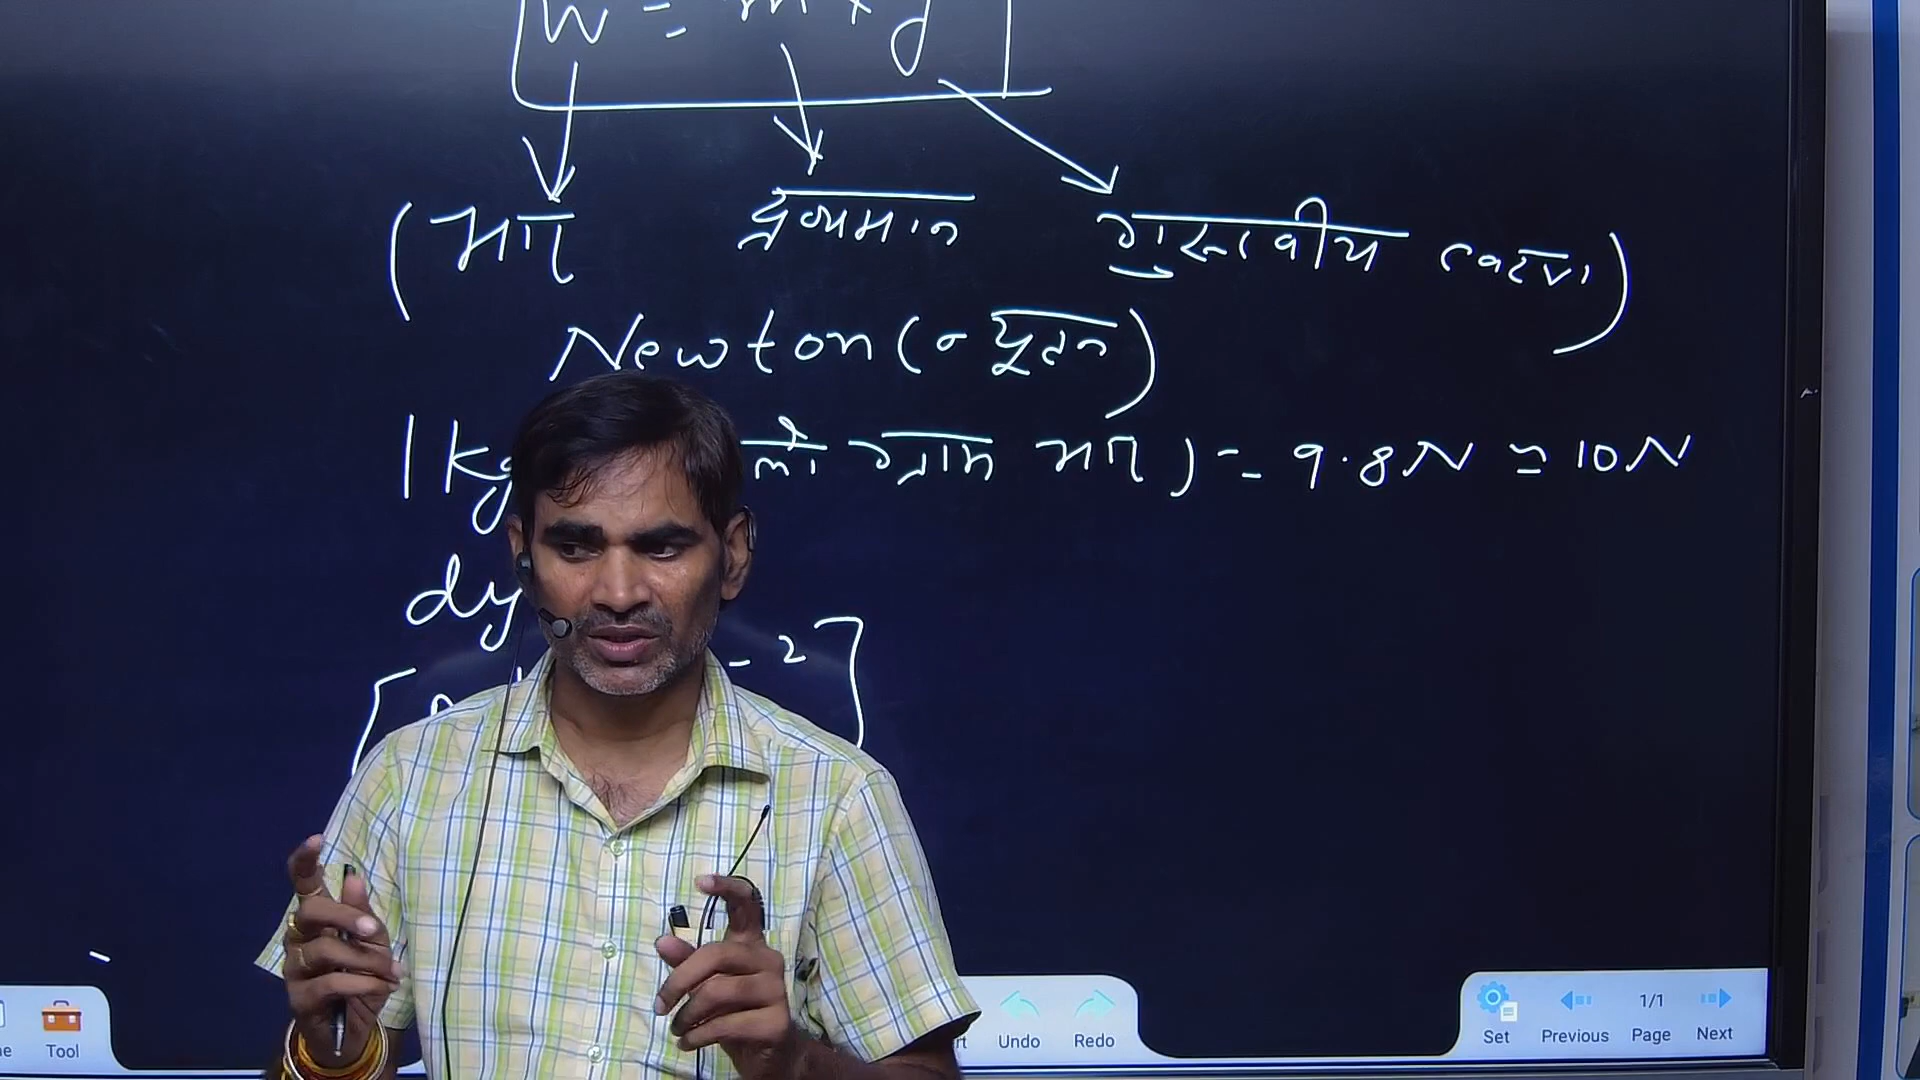 W = m × g
(भार द्रव्यमान गुरुत्वीय त्वरण)
Newton (न्यूटन)
1kg ग्राम भार) = 9.8N ≃ 10N
dy
-2]
Tool
Undo Redo
Set Previous 1/1 Page Next